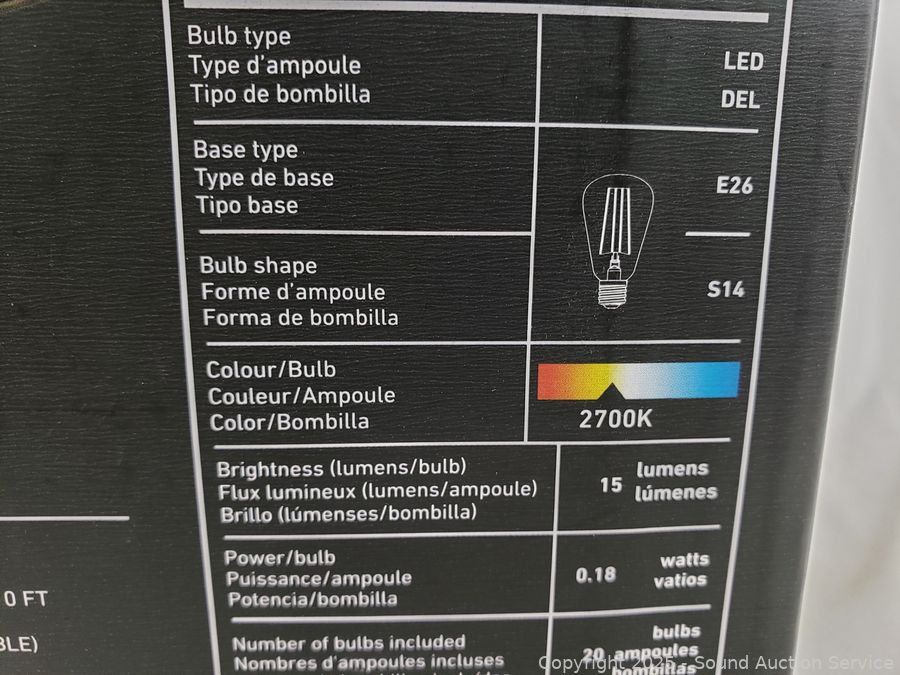 Bulb type
Type d'ampoule
Tipo de bombilla
LED
DEL
Base type
Type de base
Tipo base
E26
Bulb shape
Forme d'ampoule
Forma de bombilla
S14
Colour/Bulb
Couleur/Ampoule
Color/Bombilla
2700K
Brightness (lumens/bulb)
Flux lumineux (lumens/ampoule)
Brillo (lúmenses/bombilla)
15 lumens
lúmenes
Power/bulb
Puissance/ampoule
Potencia/bombilla
0.18 watts
vatios
0 FT
BLE)
Number of bulbs included
Nombres d'ampoules incluses
bulbs
20 ampoules
bombillas
Copyright 2025 - Sound Auction Service